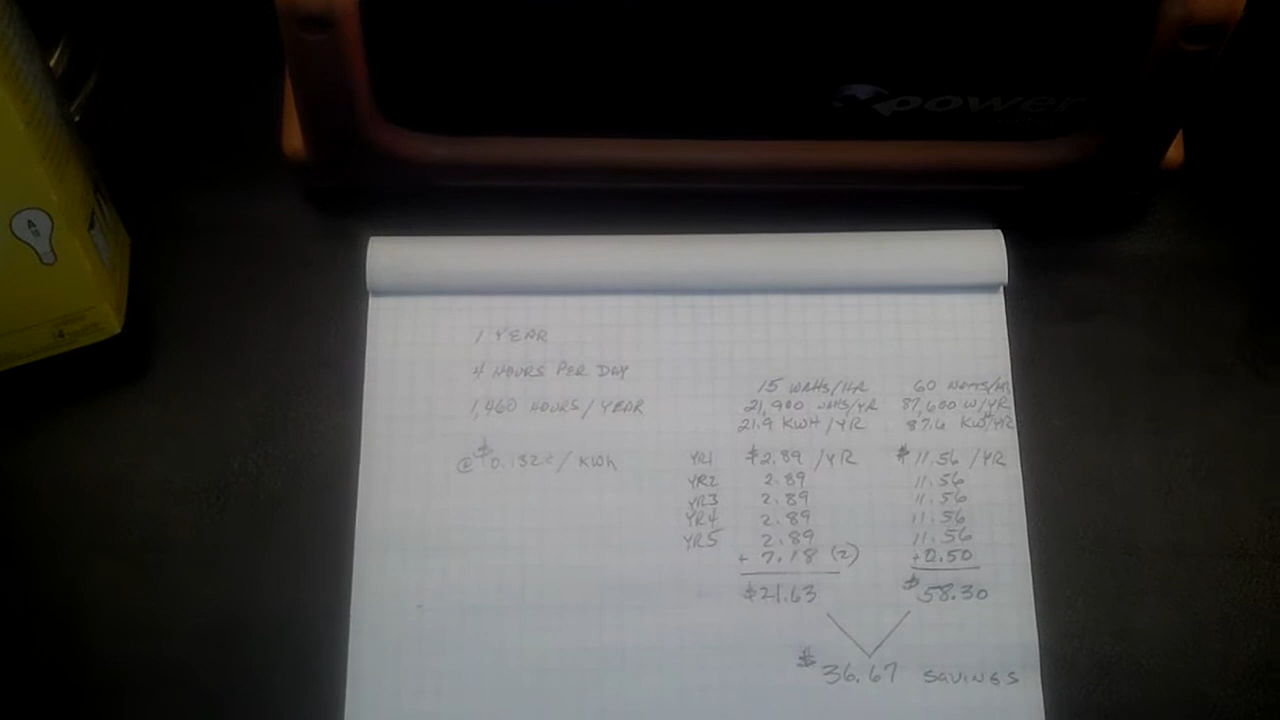 power
1 YEAR
4 HOURS PER DAY
1,460 HOURS / YEAR
@ $0.132¢ / KWh
15 WATTS/HR 60 WATTS/HR
21,900 WATTS/YR 87,600 W/YR
21.9 KWH /YR 87.6 KWH/YR
YR1 $2.89 /YR $11.56 /YR
YR2 2.89 11.56
YR3 2.89 11.56
YR4 2.89 11.56
YR5 2.89 11.56
+ 7.18 (2) +0.50
$21.63 $58.30
$36.67 SAVINGS